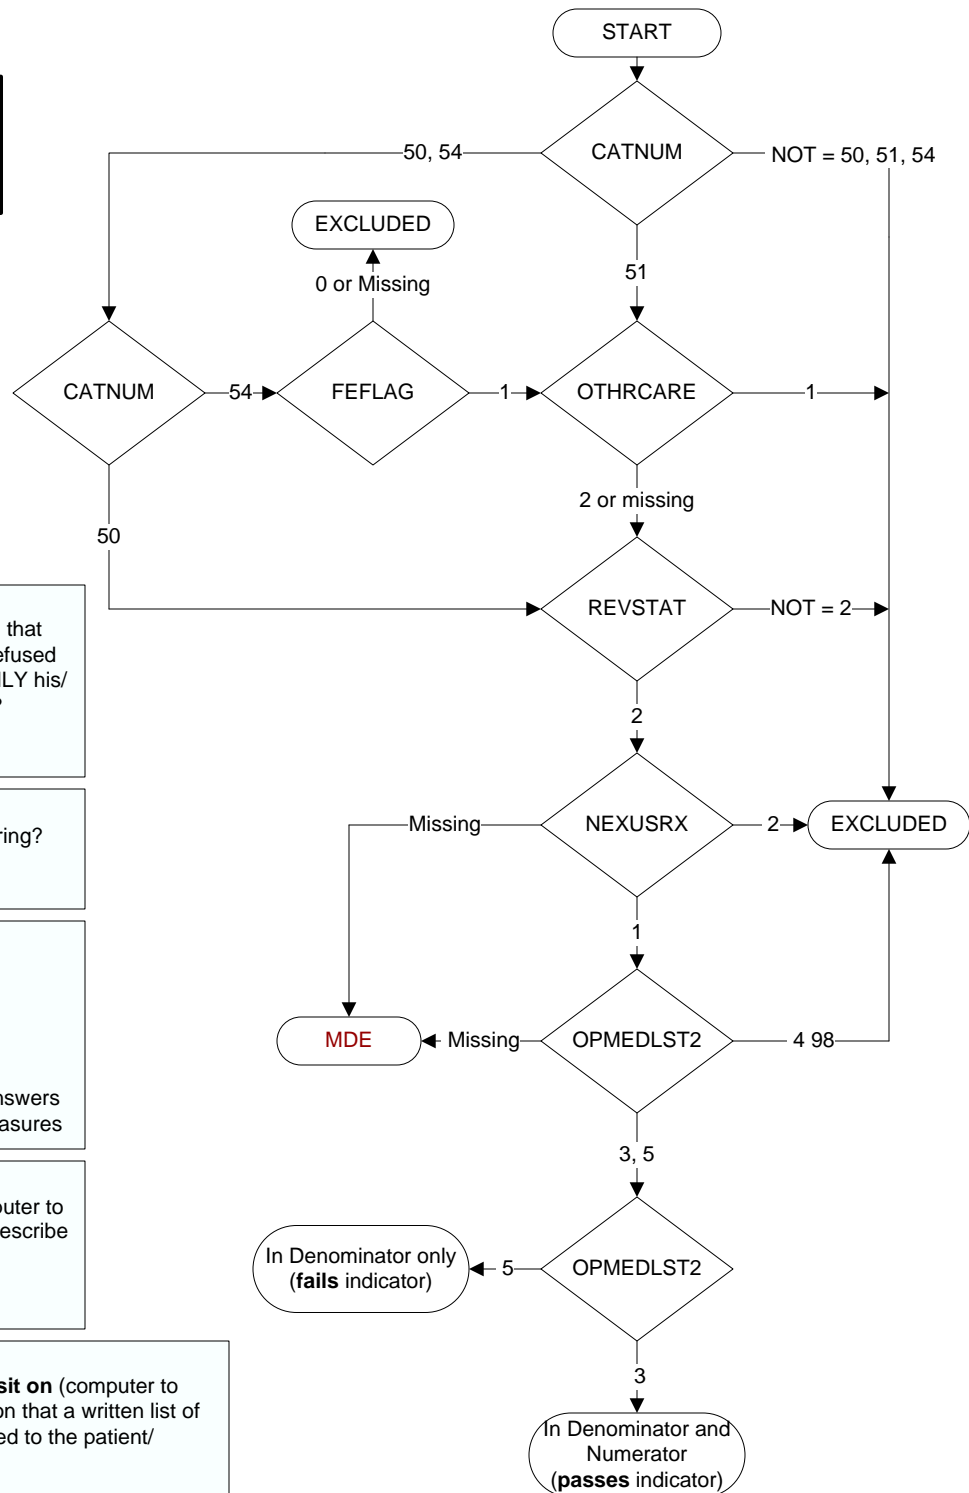 START
CATNUM
50, 54
NOT = 50, 51, 54
EXCLUDED
0 or Missing
51
CATNUM
54
FEFLAG
1
OTHRCARE
1
2 or missing
50
REVSTAT
NOT = 2
2
that
efused
NLY his/
?
Missing
NEXUSRX
2
EXCLUDED
ring?
1
MDE
Missing
OPMEDLST2
4 98
nswers
asures
3, 5
outer to
escribe
In Denominator only
(fails indicator)
5
OPMEDLST2
3
sit on (computer to
on that a written list of
ed to the patient/
In Denominator and
Numerator
(passes indicator)